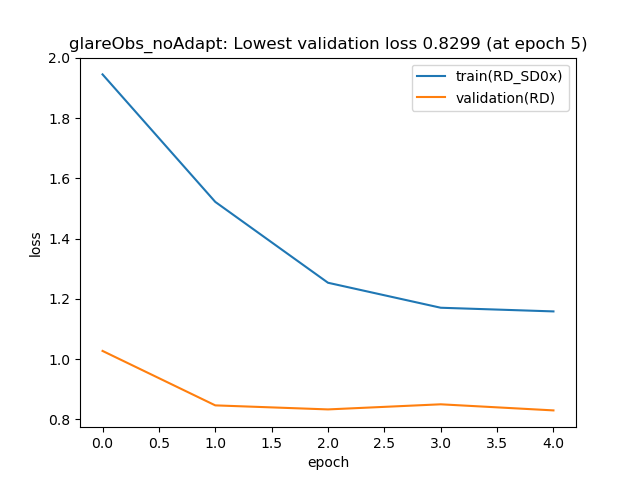 glareObs_noAdapt: Lowest validation loss 0.8299 (at epoch 5)
train(RD_SD0x)
validation(RD)
2.0
1.8
1.6
1.4
1.2
1.0
0.8
loss
0.0 0.5 1.0 1.5 2.0 2.5 3.0 3.5 4.0
epoch